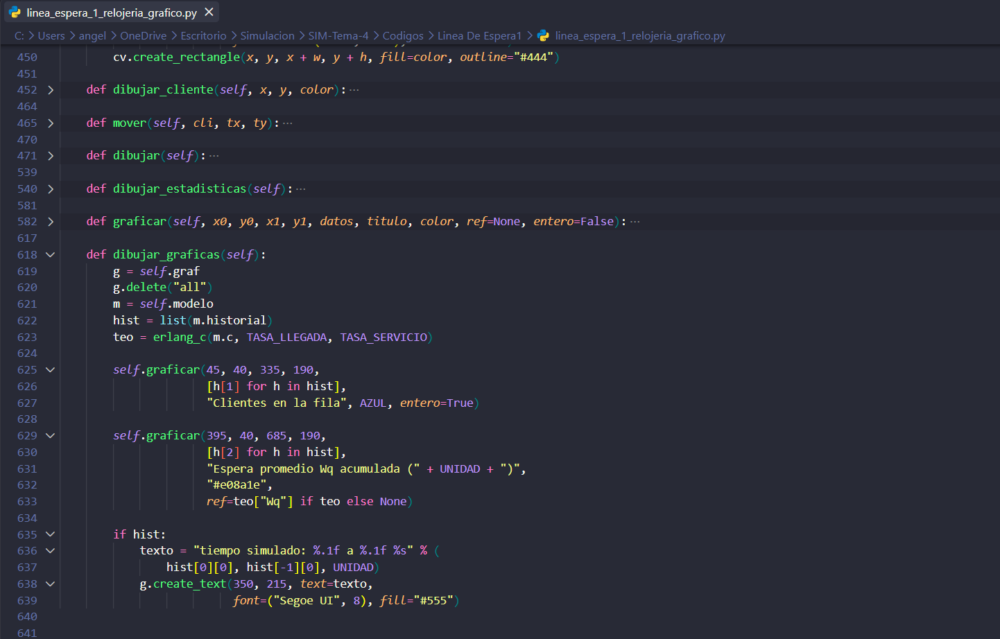 linea_espera_1_relojeria_grafico.py
C: > Users > angel > OneDrive > Escritorio > Simulacion > SIM-Tema-4 > Codigos > Linea De Espera1 > linea_espera_1_relojeria_grafico.py
450 cv.create_rectangle(x, y, x + w, y + h, fill=color, outline="#444")
451
452 def dibujar_cliente(self, x, y, color): ···
464
465 def mover(self, cli, tx, ty): ···
470
471 def dibujar(self): ···
539
540 def dibujar_estadisticas(self): ···
581
582 def graficar(self, x0, y0, x1, y1, datos, titulo, color, ref=None, entero=False): ···
617
618 def dibujar_graficas(self):
619 g = self.graf
620 g.delete("all")
621 m = self.modelo
622 hist = list(m.historial)
623 teo = erlang_c(m.c, TASA_LLEGADA, TASA_SERVICIO)
624
625 self.graficar(45, 40, 335, 190,
626 [h[1] for h in hist],
627 "Clientes en la fila", AZUL, entero=True)
628
629 self.graficar(395, 40, 685, 190,
630 [h[2] for h in hist],
631 "Espera promedio Wq acumulada (" + UNIDAD + ")",
632 "#e08a1e",
633 ref=teo["Wq"] if teo else None)
634
635 if hist:
636 texto = "tiempo simulado: %.1f a %.1f %s" % (
637 hist[0][0], hist[-1][0], UNIDAD)
638 g.create_text(350, 215, text=texto,
639 font=("Segoe UI", 8), fill="#555")
640
641